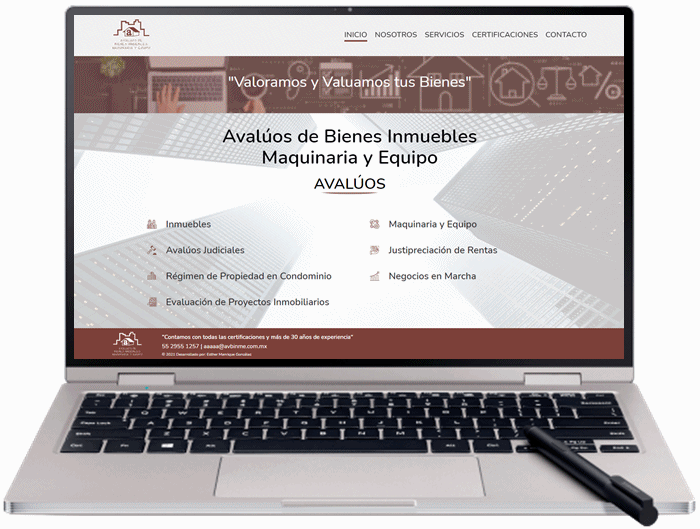 INICIO NOSOTROS SERVICIOS CERTIFICACIONES CONTACTO
"Valoramos y Valuamos tus Bienes"
Avalúos de Bienes Inmuebles
Maquinaria y Equipo
AVALÚOS
Inmuebles
Maquinaria y Equipo
Avalúos Judiciales
Justipreciación de Rentas
Régimen de Propiedad en Condominio
Negocios en Marcha
Evaluación de Proyectos Inmobiliarios
"Contamos con todas las certificaciones y más de 30 años de experiencia"
55 2955 1257 | aaaaa@avbinme.com.mx
© 2021 Desarrollado por: Esther Manrique González